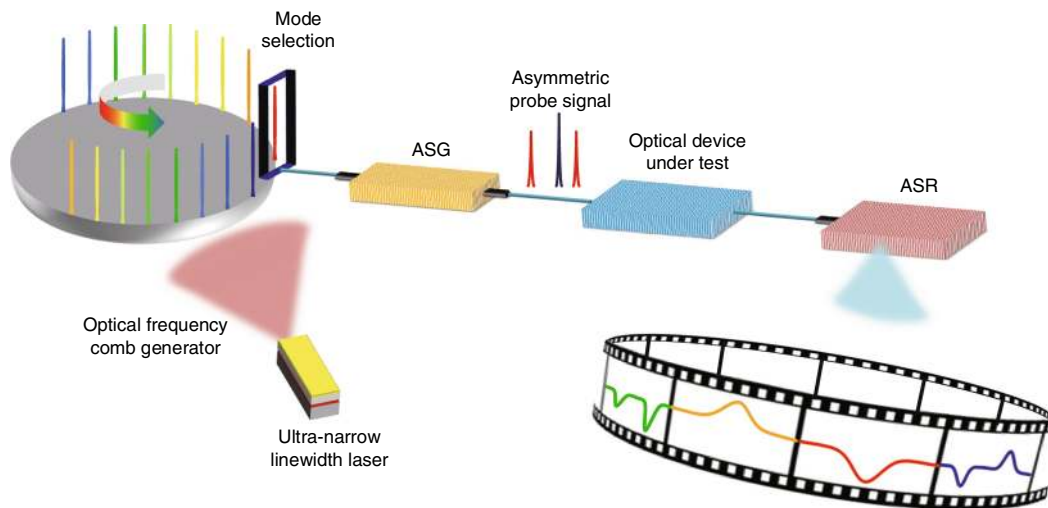 Mode
selection
Asymmetric
probe signal
ASG
Optical device
under test
ASR
Optical frequency
comb generator
Ultra-narrow
linewidth laser